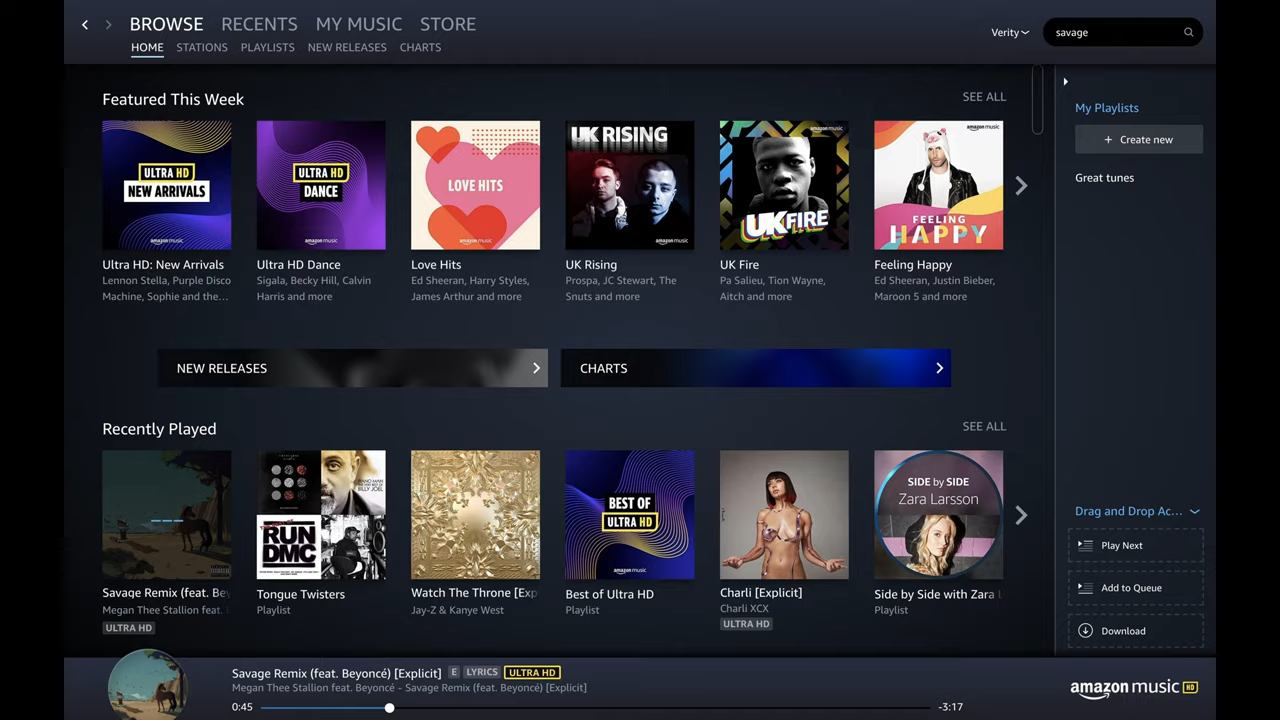 BROWSE RECENTS MY MUSIC STORE
HOME STATIONS PLAYLISTS NEW RELEASES CHARTS
Verity
savage
Featured This Week
SEE ALL
ULTRA HD
NEW ARRIVALS
amazon music
ULTRA HD
DANCE
amazon music
LOVE HITS
amazon music
UK RISING
amazon music
amazon music
UK FIRE
amazon music
FEELING
HAPPY
Ultra HD: New Arrivals
Lennon Stella, Purple Disco
Machine, Sophie and the...
Ultra HD Dance
Sigala, Becky Hill, Calvin
Harris and more
Love Hits
Ed Sheeran, Harry Styles,
James Arthur and more
UK Rising
Prospa, JC Stewart, The
Snuts and more
UK Fire
Pa Salieu, Tion Wayne,
Aitch and more
Feeling Happy
Ed Sheeran, Justin Bieber,
Maroon 5 and more
NEW RELEASES
CHARTS
Recently Played
SEE ALL
BILLY JOEL
RUN
DMC
BEST OF
ULTRA HD
amazon music
SIDE by SIDE
Zara Larsson
Savage Remix (feat. Be
Megan Thee Stallion feat.
ULTRA HD
Tongue Twisters
Playlist
Watch The Throne [Exp
Jay-Z & Kanye West
Best of Ultra HD
Playlist
Charli [Explicit]
Charli XCX
ULTRA HD
Side by Side with Zara L
Playlist
My Playlists
+ Create new
Great tunes
Drag and Drop Ac...
Play Next
Add to Queue
Download
Savage Remix (feat. Beyoncé) [Explicit] E LYRICS ULTRA HD
Megan Thee Stallion feat. Beyoncé - Savage Remix (feat. Beyoncé) [Explicit]
0:45
-3:17
amazon music HD